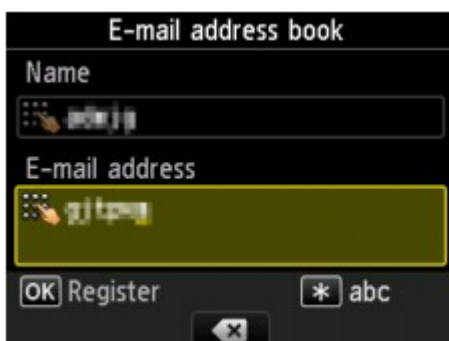 E-mail address book
Name
E-mail address
OK Register
* abc